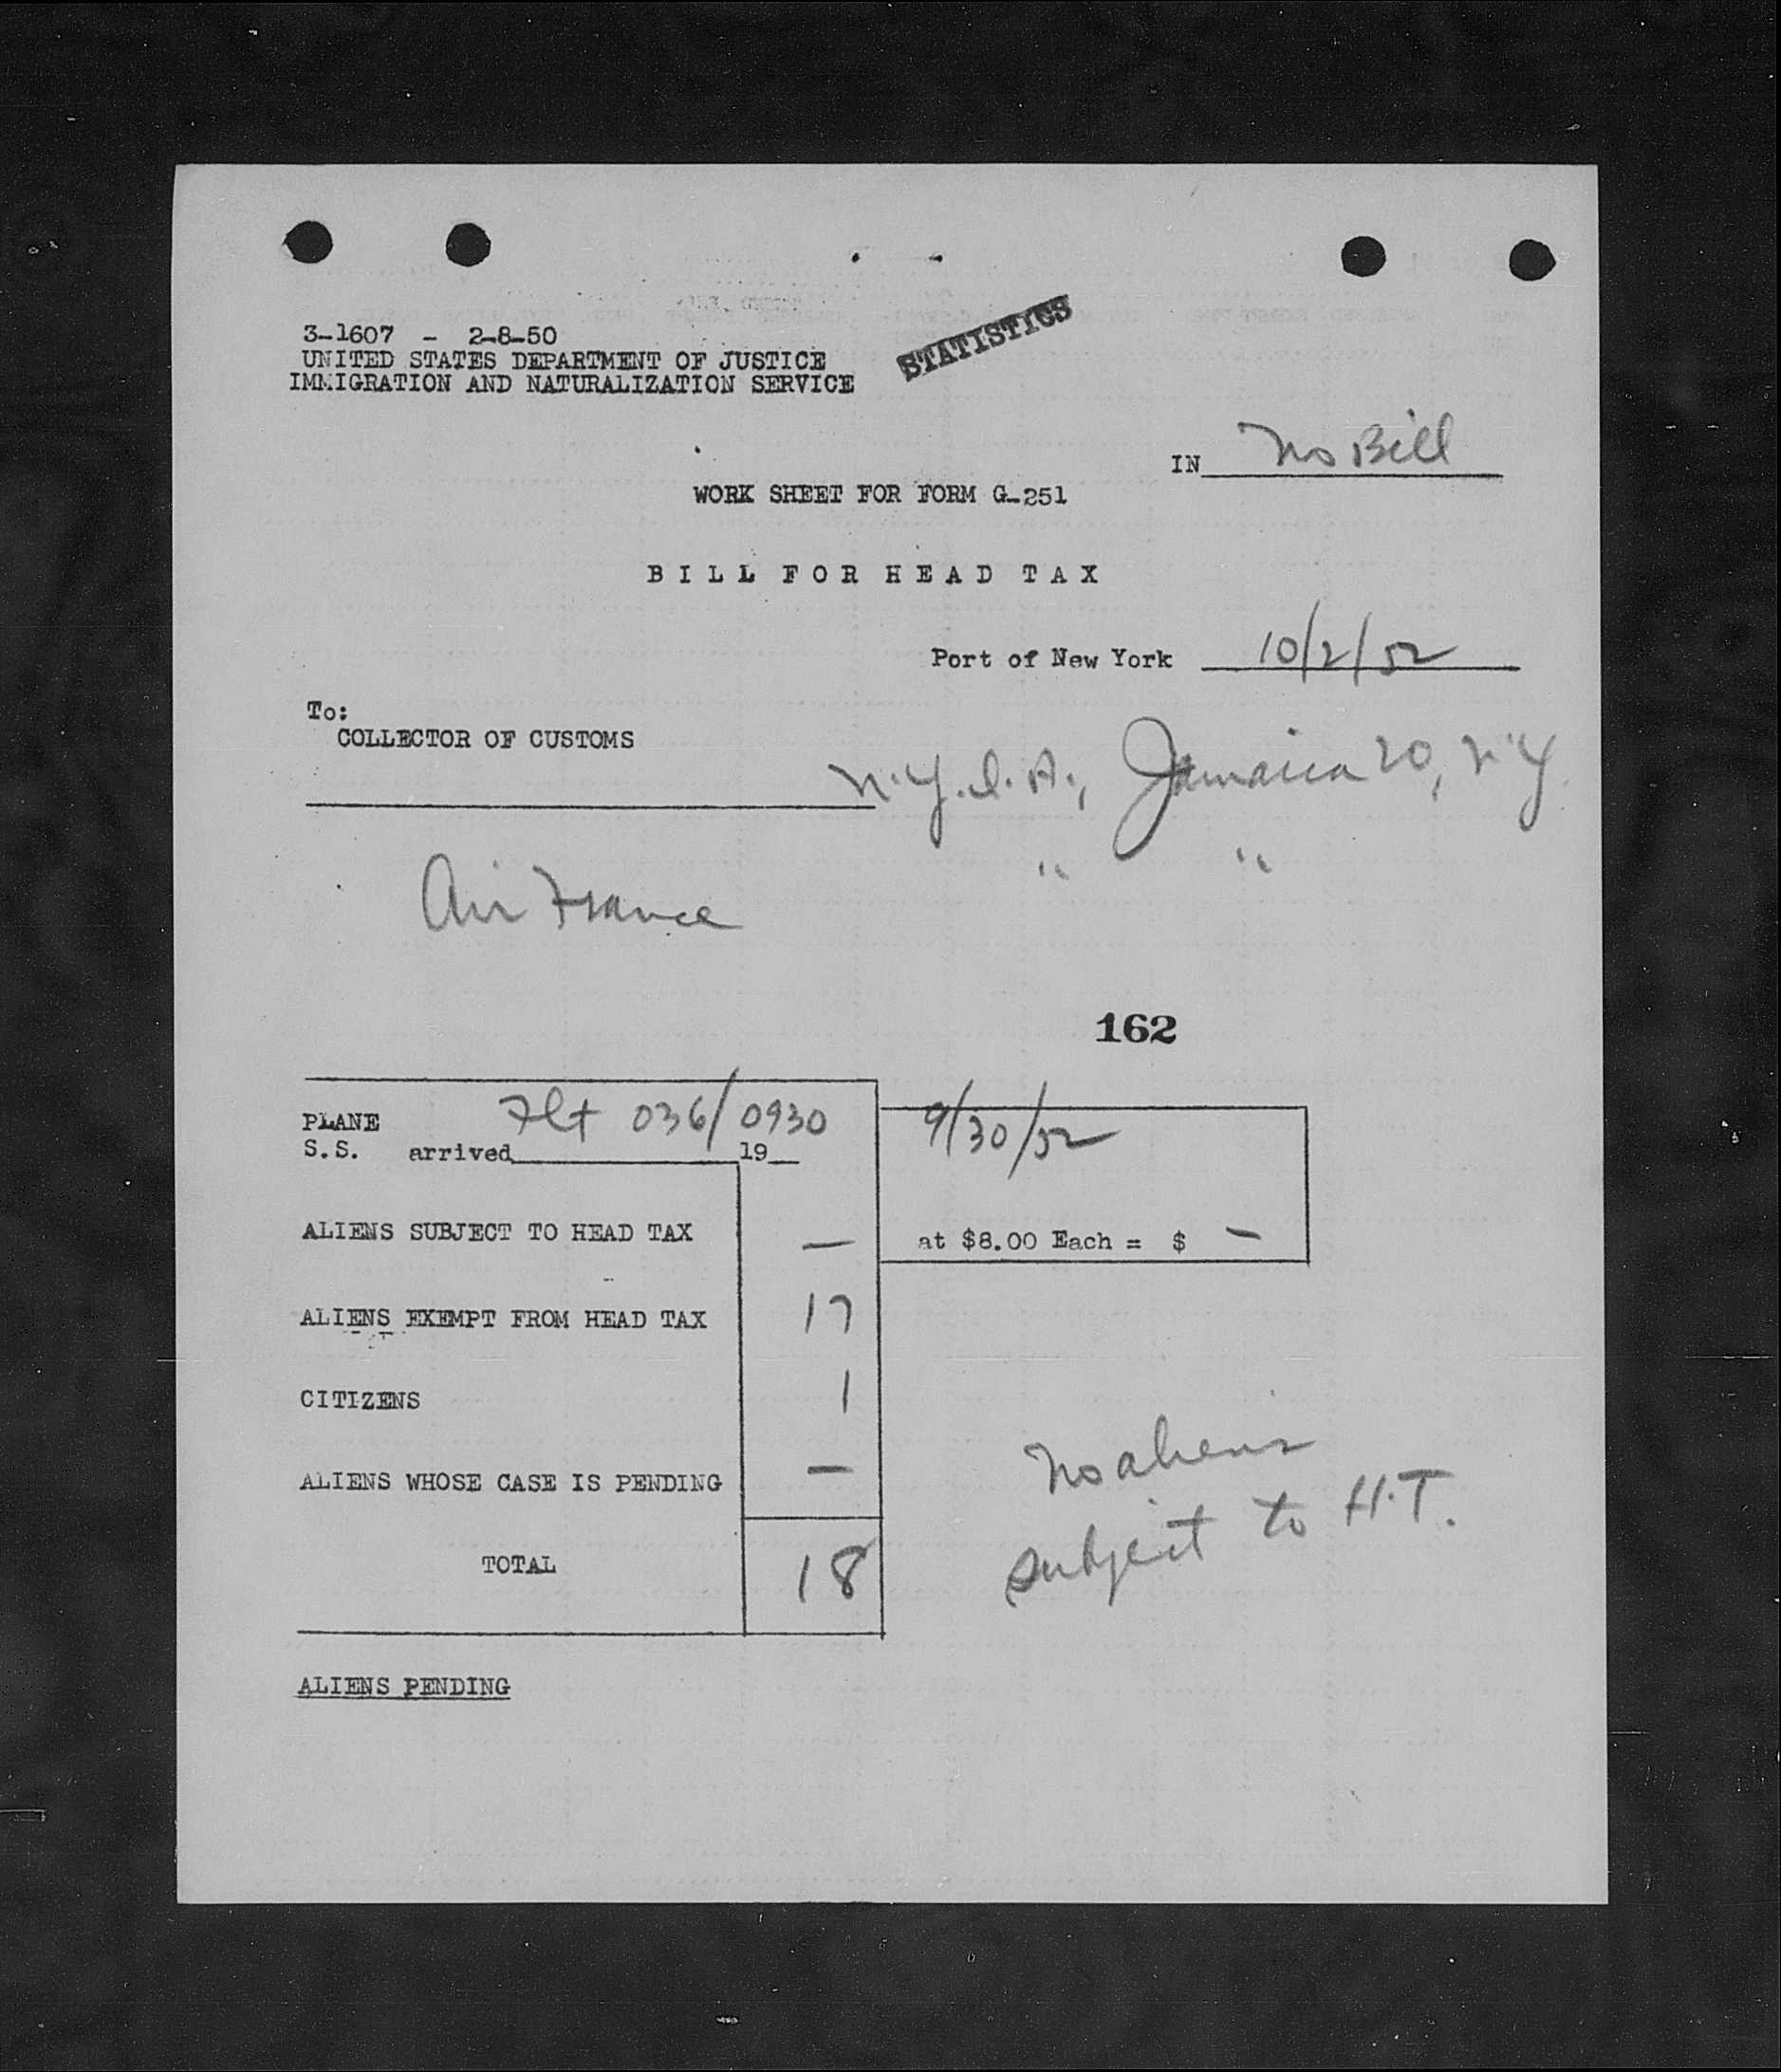 3-1607 - 2-8-50
UNITED STATES DEPARTMENT OF JUSTICE
IMMIGRATION AND NATURALIZATION SERVICE
STATISTICS
IN No Bill
WORK SHEET FOR FORM G-251
BILL FOR HEAD TAX
Port of New York 10/2/52
To:
COLLECTOR OF CUSTOMS
N.Y.I.A., Jamaica 20, N.Y.
Air France " "
162
PLANE Flt 036/0930 9/30/52
S.S. arrived 19
ALIENS SUBJECT TO HEAD TAX — at $8.00 Each = $ —
ALIENS EXEMPT FROM HEAD TAX 17
CITIZENS 1
No aliens
ALIENS WHOSE CASE IS PENDING —
subject to H.T.
TOTAL 18
ALIENS PENDING